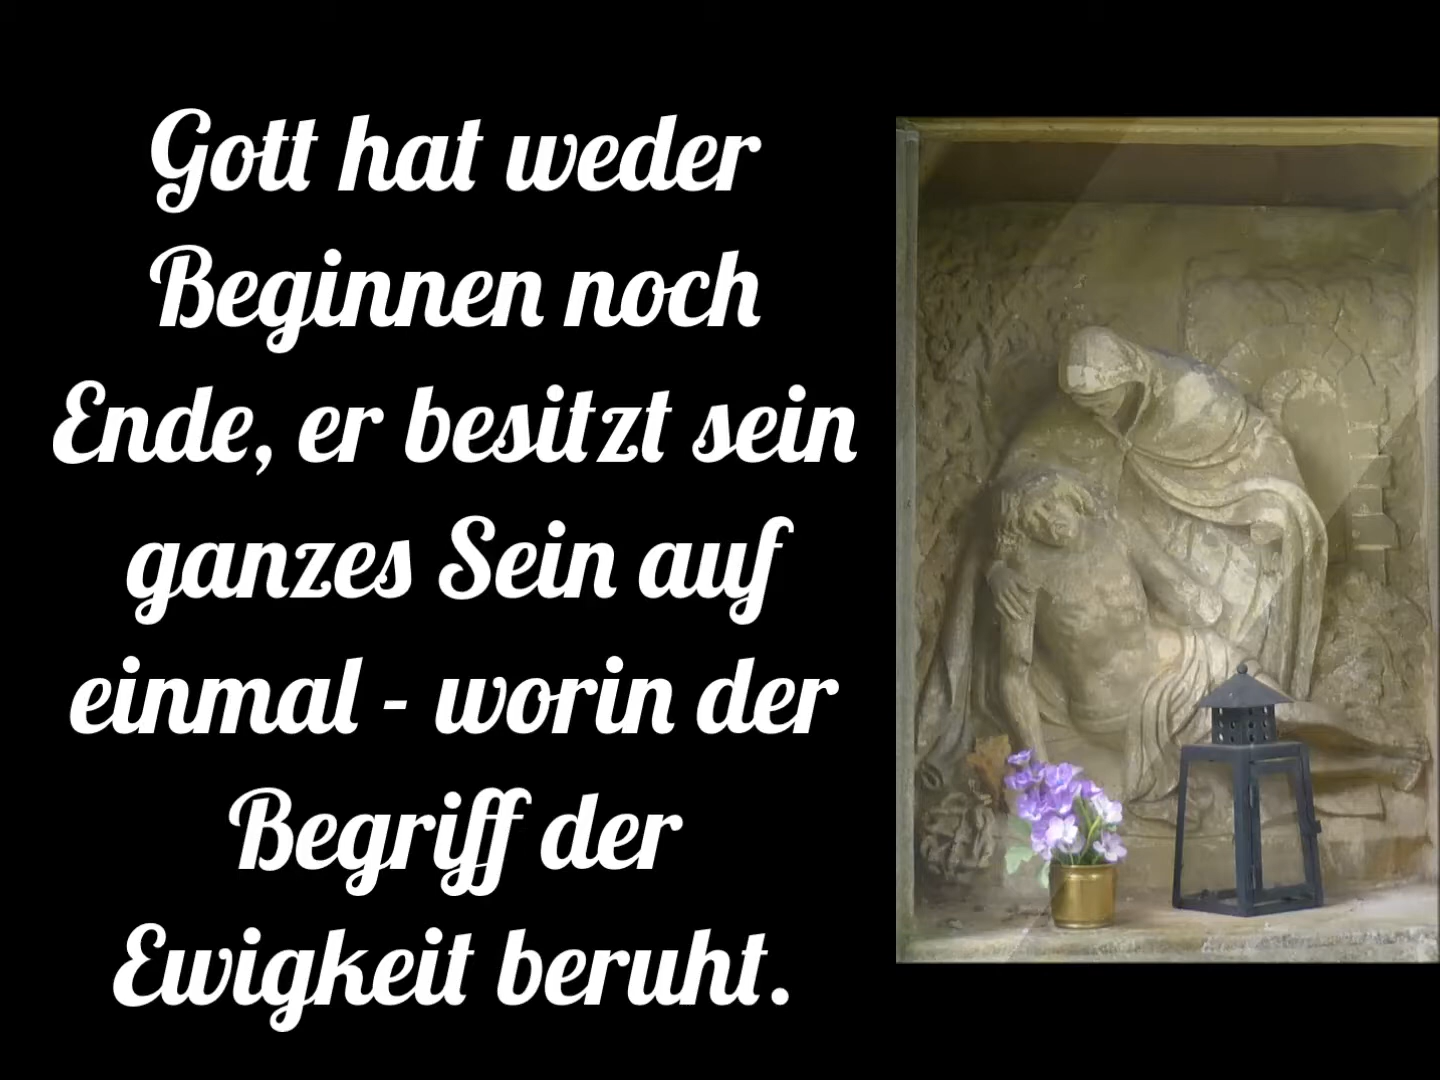 Gott hat weder
Beginnen noch
Ende, er besitzt sein
ganzes Sein auf
einmal - worin der
Begriff der
Ewigkeit beruht.